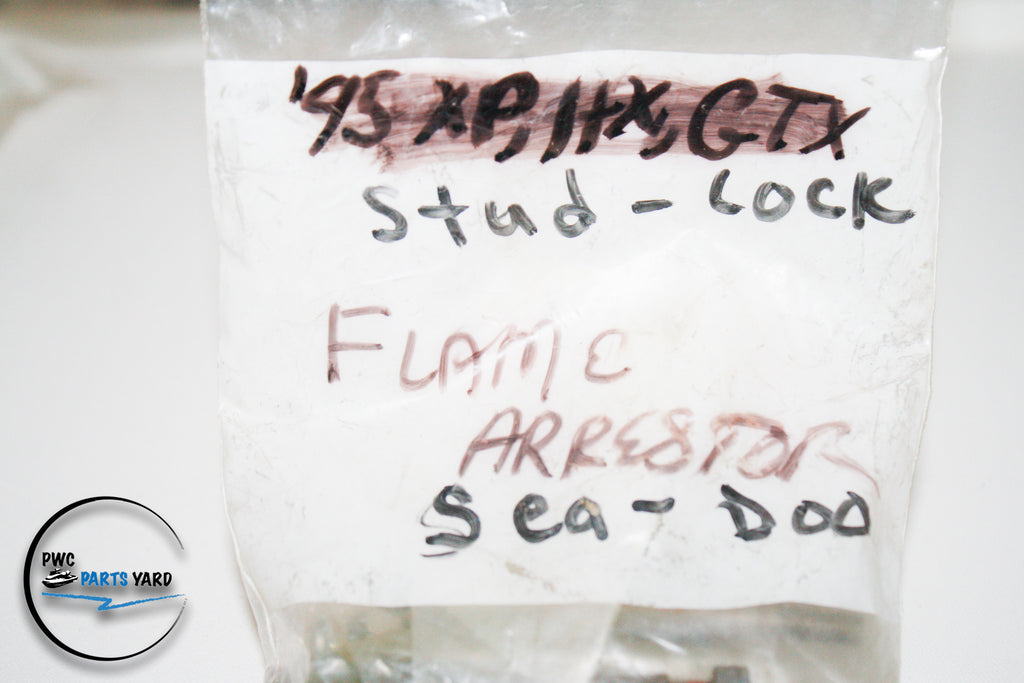 '95 XP, HX, GTX
Stud - Lock
FLAME
ARRESTOR
Sea-Doo
PWC
PARTS YARD